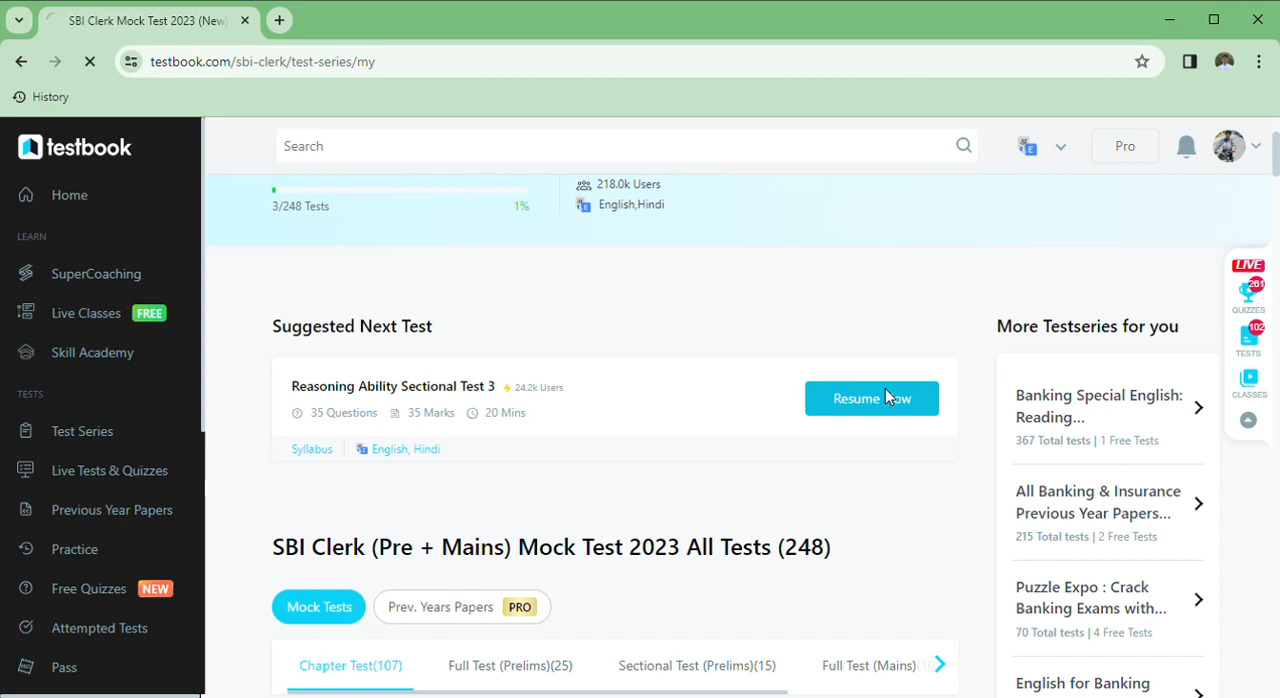 SBI Clerk Mock Test 2023 (New)
testbook.com/sbi-clerk/test-series/my
History
testbook
Home
LEARN
SuperCoaching
Live Classes FREE
Skill Academy
TESTS
Test Series
Live Tests & Quizzes
Previous Year Papers
Practice
Free Quizzes NEW
Attempted Tests
Pass
Search
Pro
3/248 Tests
1%
218.0k Users
English,Hindi
Suggested Next Test
Reasoning Ability Sectional Test 3
24.2k Users
35 Questions
35 Marks
20 Mins
Resume
Syllabus
English, Hindi
SBI Clerk (Pre + Mains) Mock Test 2023 All Tests (248)
Mock Tests
Prev. Years Papers PRO
Chapter Test(107)
Full Test (Prelims)(25)
Sectional Test (Prelims)(15)
Full Test (Mains)
More Testseries for you
Banking Special English:
Reading...
367 Total tests | 1 Free Tests
All Banking & Insurance
Previous Year Papers...
215 Total tests | 2 Free Tests
Puzzle Expo : Crack
Banking Exams with...
70 Total tests | 4 Free Tests
English for Banking
LIVE
261
QUIZZES
102
TESTS
CLASSES